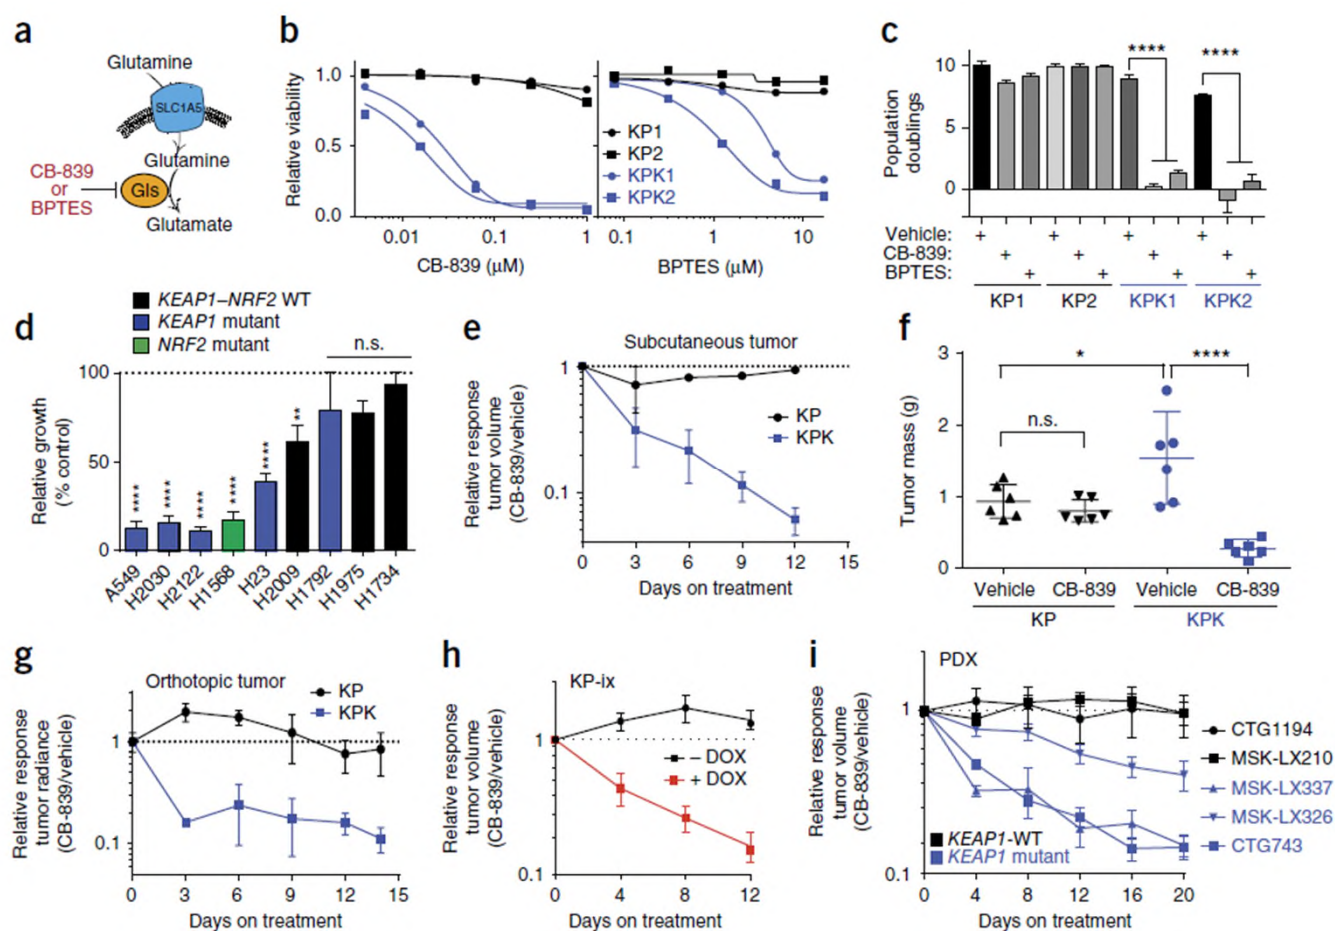 a
Glutamine
SLC1A5
Glutamine
CB-839
or
BPTES
Gls
Glutamate
b
Relative viability
1.0
0.5
0.0
0.01
0.1
1
CB-839 (μM)
KP1
KP2
KPK1
KPK2
0.1
1
10
BPTES (μM)
c
Population
doublings
10
5
0
****
****
Vehicle: + + + +
CB-839: + + + +
BPTES: + + + +
KP1 KP2 KPK1 KPK2
d
KEAP1–NRF2 WT
KEAP1 mutant
NRF2 mutant
n.s.
Relative growth
(% control)
100
50
0
**** **** **** **** **** **
A549 H2030 H2122 H1568 H23 H2009 H1792 H1975 H1734
e
Subcutaneous tumor
Relative response
tumor volume
(CB-839/vehicle)
1
0.1
KP
KPK
0 3 6 9 12 15
Days on treatment
f
Tumor mass (g)
3
2
1
0
* ****
n.s.
Vehicle CB-839 Vehicle CB-839
KP KPK
g
Orthotopic tumor
KP
KPK
Relative response
tumor radiance
(CB-839/vehicle)
1
0.1
0 3 6 9 12 15
Days on treatment
h
KP-ix
Relative response
tumor volume
(CB-839/vehicle)
1
0.1
– DOX
+ DOX
0 4 8 12
Days on treatment
i
PDX
Relative response
tumor volume
(CB-839/vehicle)
1
0.1
CTG1194
MSK-LX210
MSK-LX337
MSK-LX326
CTG743
KEAP1-WT
KEAP1 mutant
0 4 8 12 16 20
Days on treatment